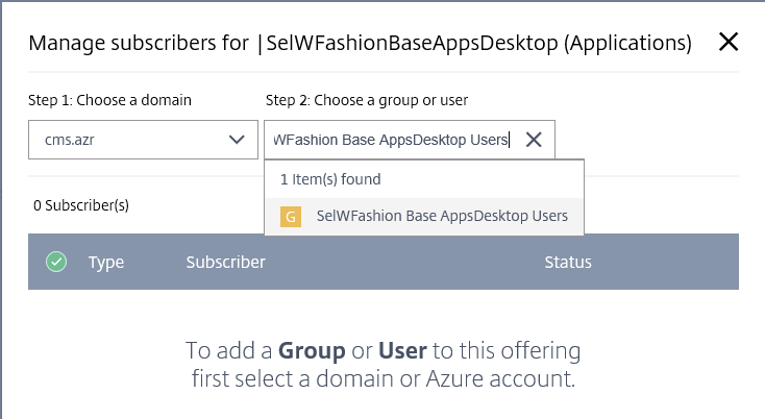 Manage subscribers for | SelWFashionBaseAppsDesktop (Applications)
Step 1: Choose a domain
Step 2: Choose a group or user
cms.azr
WFashion Base AppsDesktop Users
1 Item(s) found
G SelWFashion Base AppsDesktop Users
0 Subscriber(s)
Type Subscriber Status
To add a Group or User to this offering
first select a domain or Azure account.